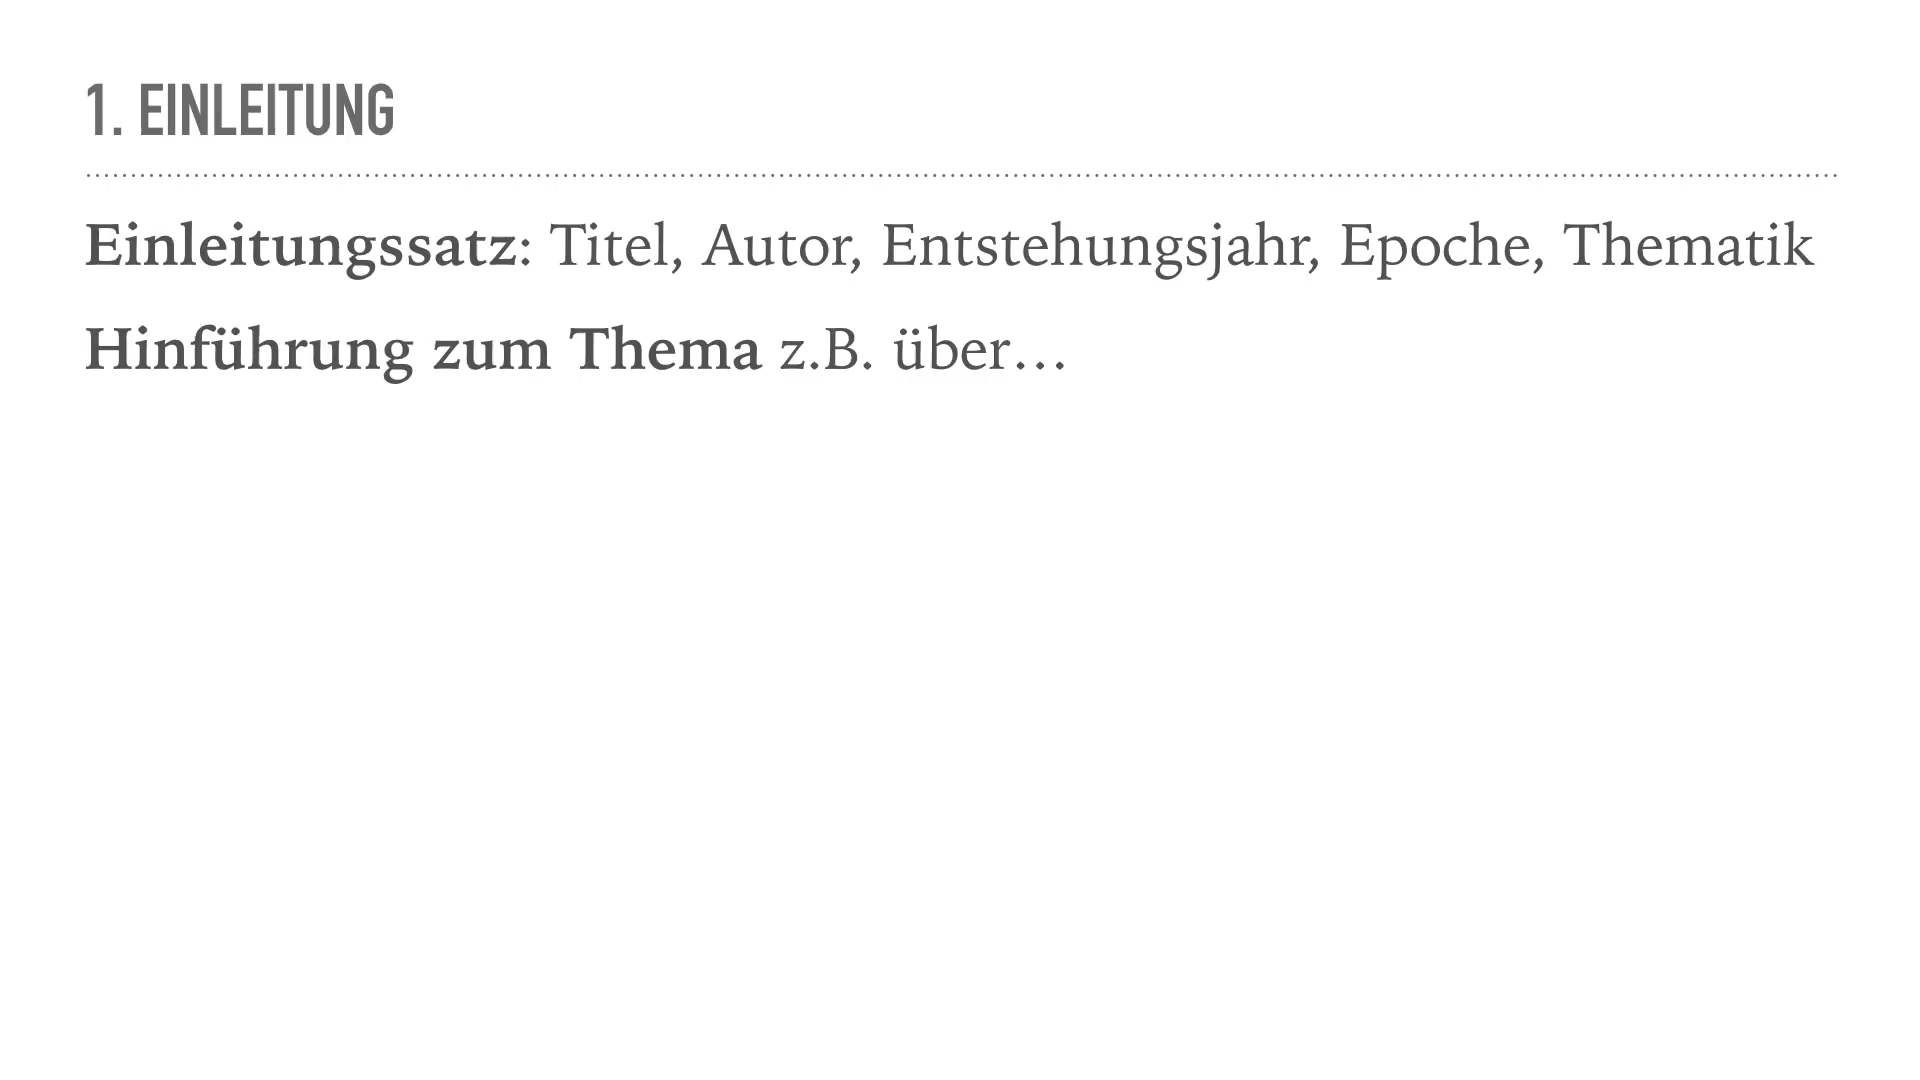 1. EINLEITUNG
Einleitungssatz: Titel, Autor, Entstehungsjahr, Epoche, Thematik
Hinführung zum Thema z.B. über…